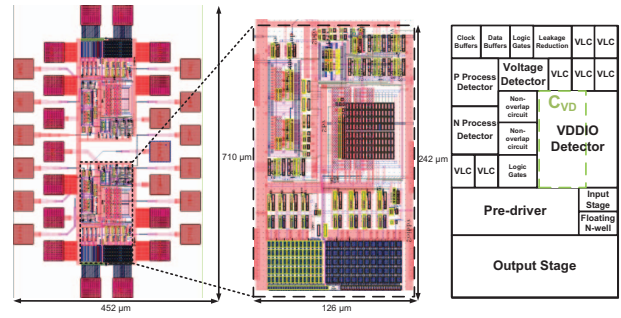 710 µm
452 µm
242 µm
126 µm
Clock
Buffers
Data
Buffers
Logic
Gates
Leakage
Reduction
VLC
VLC
P Process
Detector
Voltage
Detector
VLC
VLC
VLC
Non-
overlap
circuit
CVD
VDDIO
Detector
N Process
Detector
Non-
overlap
circuit
VLC
VLC
Logic
Gates
Pre-driver
Input
Stage
Floating
N-well
Output Stage